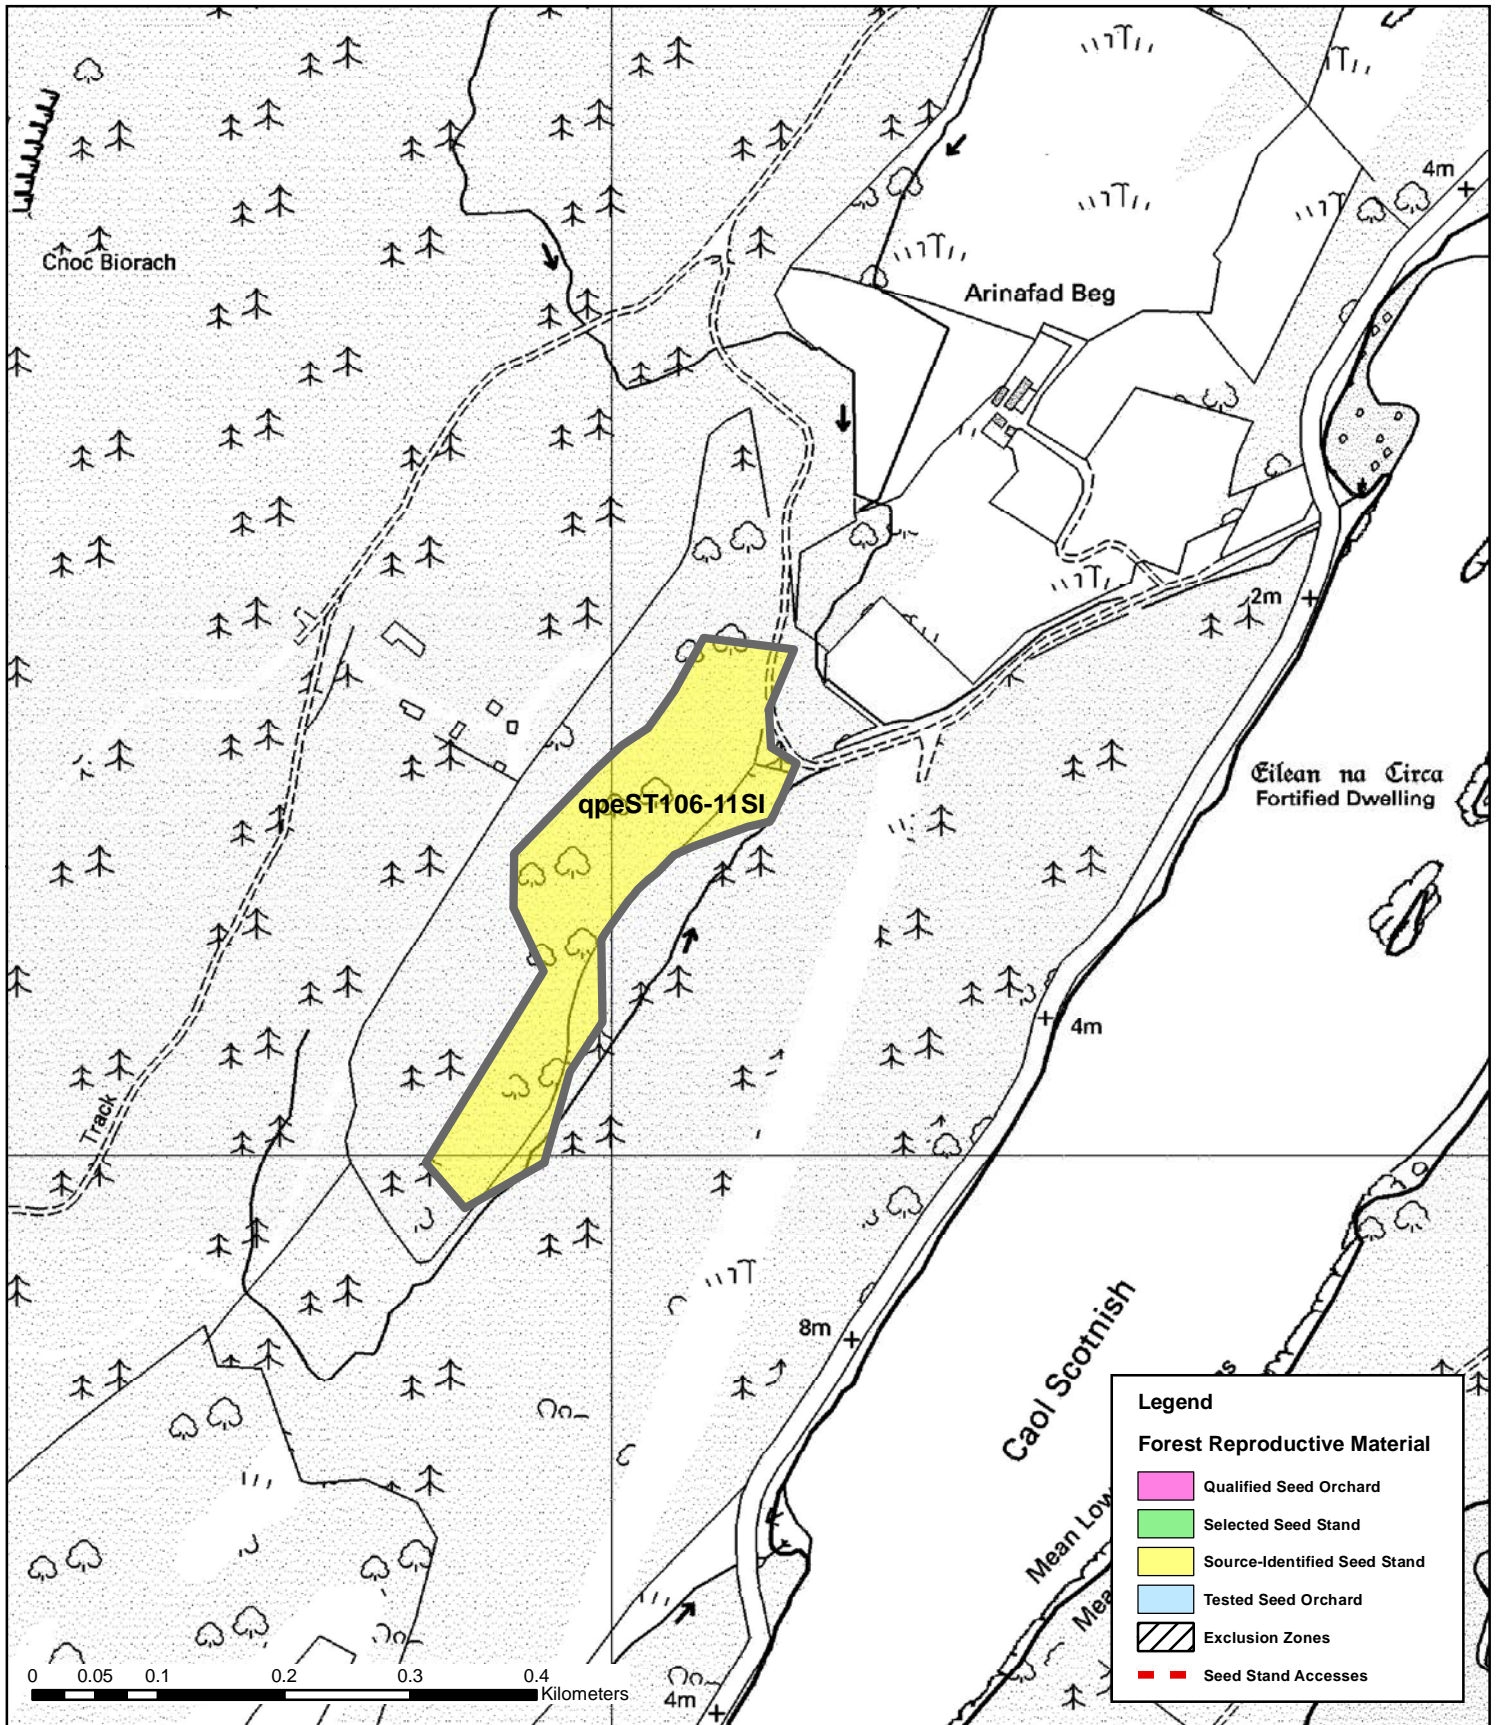 4m
Cnoc Biorach
Arinafad Beg
2m
Eilean na Circa
Fortified Dwelling
qpeST106-11SI
4m
Track
8m
Caol Scotnish
Mean Low
Mea
4m
0 0.05 0.1 0.2 0.3 0.4
Kilometers
Legend
Forest Reproductive Material
Qualified Seed Orchard
Selected Seed Stand
Source-Identified Seed Stand
Tested Seed Orchard
Exclusion Zones
Seed Stand Accesses